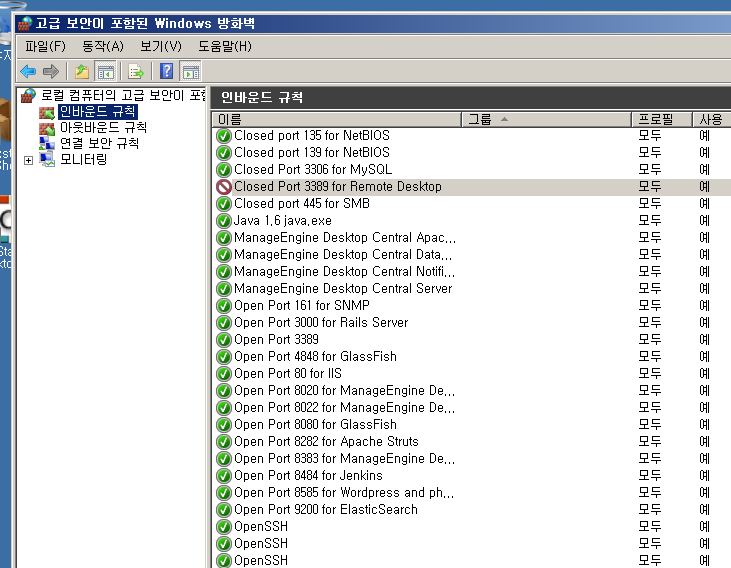 고급 보안이 포함된 Windows 방화벽
파일(F) 동작(A) 보기(V) 도움말(H)
로컬 컴퓨터의 고급 보안이 포함
인바운드 규칙
아웃바운드 규칙
연결 보안 규칙
모니터링
인바운드 규칙
이름 그룹 프로필 사용
Closed port 135 for NetBIOS 모두 예
Closed port 139 for NetBIOS 모두 예
Closed Port 3306 for MySQL 모두 예
Closed Port 3389 for Remote Desktop 모두 예
Closed port 445 for SMB 모두 예
Java 1.6 java.exe 모두 예
ManageEngine Desktop Central Apac... 모두 예
ManageEngine Desktop Central Data... 모두 예
ManageEngine Desktop Central Notifi... 모두 예
ManageEngine Desktop Central Server 모두 예
Open Port 161 for SNMP 모두 예
Open Port 3000 for Rails Server 모두 예
Open Port 3389 모두 예
Open Port 4848 for GlassFish 모두 예
Open Port 80 for IIS 모두 예
Open Port 8020 for ManageEngine De... 모두 예
Open Port 8022 for ManageEngine De... 모두 예
Open Port 8080 for GlassFish 모두 예
Open Port 8282 for Apache Struts 모두 예
Open Port 8383 for ManageEngine De... 모두 예
Open Port 8484 for Jenkins 모두 예
Open Port 8585 for Wordpress and ph... 모두 예
Open Port 9200 for ElasticSearch 모두 예
OpenSSH 모두 예
OpenSSH 모두 예
OpenSSH 모두 예